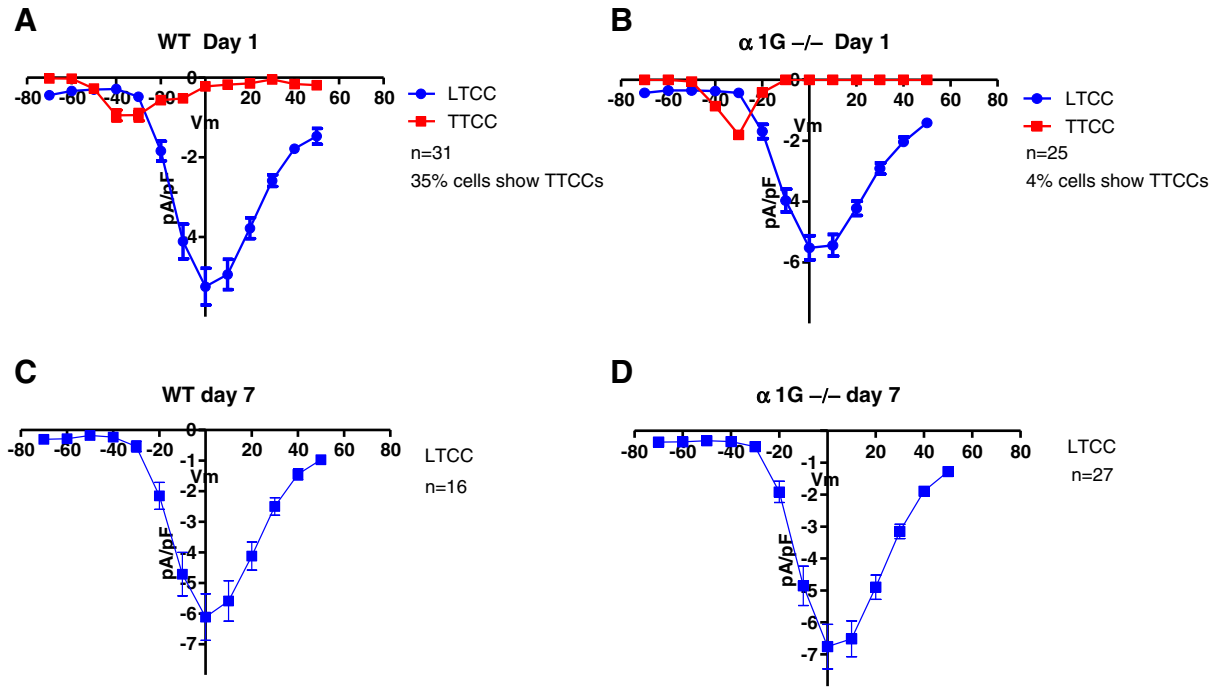 A
WT Day 1
0
-80 -60 -40 -20 20 40 60 80
Vm
-2
pA/pF
-4
LTCC
TTCC
n=31
35% cells show TTCCs
B
α 1G –/– Day 1
0
-80 -60 -40 -20 20 40 60 80
Vm
-2
pA/pF
-4
-6
LTCC
TTCC
n=25
4% cells show TTCCs
C
WT day 7
0
-80 -60 -40 -20 20 40 60 80
-1
Vm
-2
-3
-4
pA/pF
-5
-6
-7
LTCC
n=16
D
α 1G –/– day 7
-80 -60 -40 -20 20 40 60 80
-1
Vm
-2
-3
-4
pA/pF
-5
-6
-7
LTCC
n=27